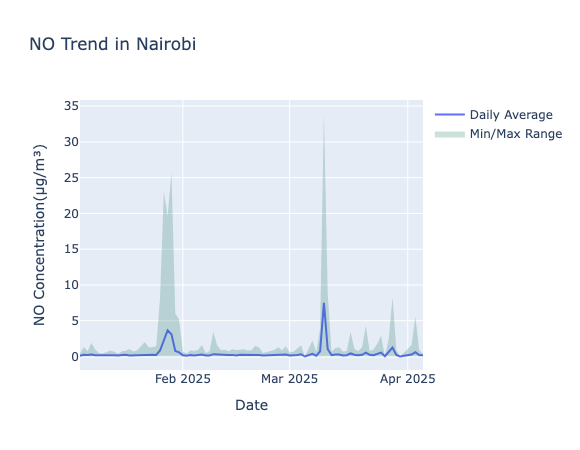 NO Trend in Nairobi
35
30
25
20
15
10
5
0
NO Concentration(µg/m³)
Feb 2025
Mar 2025
Apr 2025
Date
Daily Average
Min/Max Range